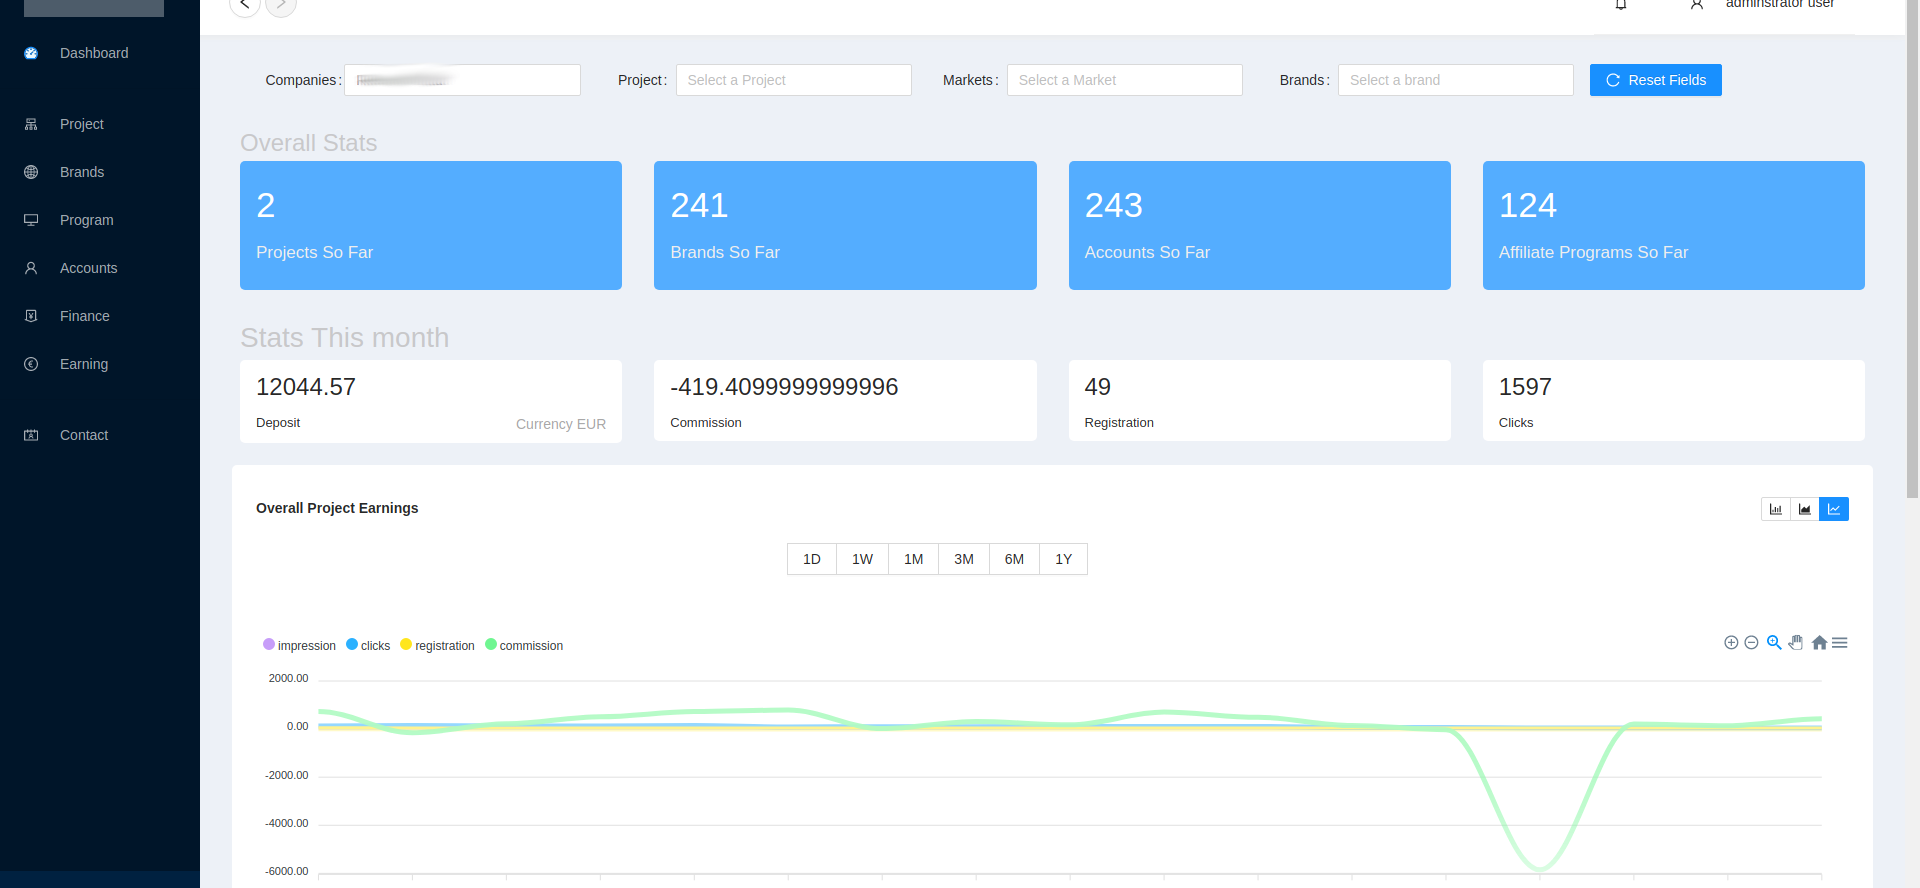 adminstrator user
Dashboard
Project
Brands
Program
Accounts
Finance
Earning
Contact
Companies :
Project :
Select a Project
Markets :
Select a Market
Brands :
Select a brand
Reset Fields
Overall Stats
2
Projects So Far
241
Brands So Far
243
Accounts So Far
124
Affiliate Programs So Far
Stats This month
12044.57
Deposit
Currency EUR
-419.4099999999996
Commission
49
Registration
1597
Clicks
Overall Project Earnings
1D 1W 1M 3M 6M 1Y
impression clicks registration commission
2000.00
0.00
-2000.00
-4000.00
-6000.00